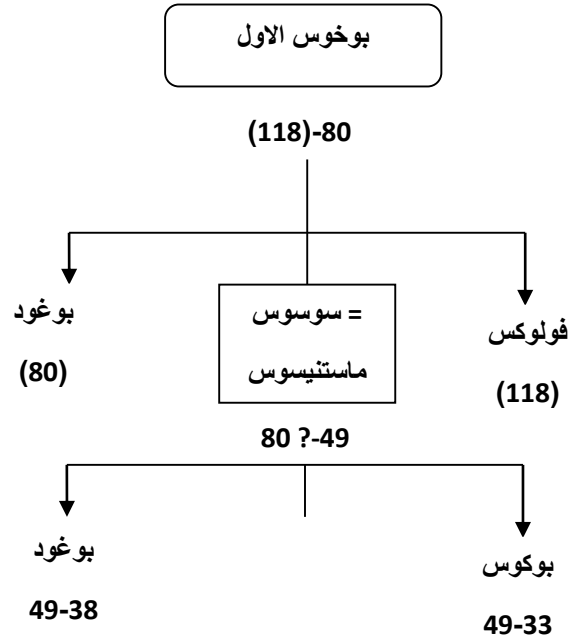 بوخوس الاول
(118)-80
فولوكس
(118)
= سوسوس
ماستنيسوس
80 ?-49
بوغود
(80)
بوكوس
49-33
بوغود
49-38